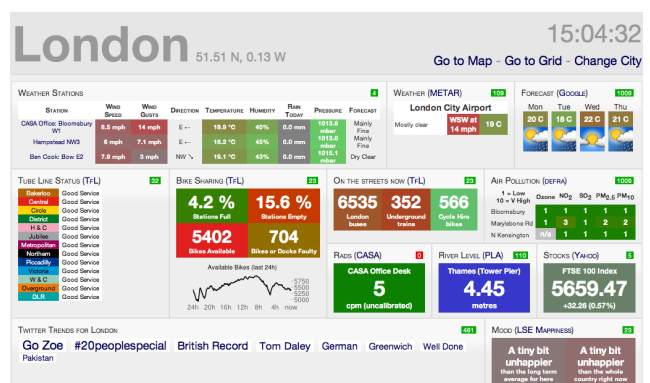 London 51.51 N, 0.13 W
15:04:32
Go to Map - Go to Grid - Change City
WEATHER STATIONS 4
STATION WIND SPEED WIND GUSTS DIRECTION TEMPERATURE HUMIDITY RAIN TODAY PRESSURE FORECAST
CASA Office: Bloomsbury W1 8.5 mph 14 mph E ← 19.9 °C 40% 0.0 mm 1013.8 mbar Mainly Fine
Hampstead NW3 6 mph 7.1 mph E ← 18.2 °C 45% 0.0 mm 1013.0 mbar Mainly Fine
Ben Cook: Bow E2 7.9 mph 3 mph NW ↘ 19.1 °C 43% 0.0 mm 1015.1 mbar Dry Clear
WEATHER (METAR) 109
London City Airport
Mostly clear WSW at 14 mph 19 C
FORECAST (GOOGLE) 1009
Mon Tue Wed Thu
20 C 18 C 22 C 21 C
TUBE LINE STATUS (TFL) 32
Bakerloo Good Service
Central Good Service
Circle Good Service
District Good Service
H & C Good Service
Jubilee Good Service
Metropolitan Good Service
Northern Good Service
Piccadilly Good Service
Victoria Good Service
W & C Good Service
Overground Good Service
DLR Good Service
BIKE SHARING (TFL) 23
4.2 % Stations Full
15.6 % Stations Empty
5402 Bikes Available
704 Bikes or Docks Faulty
Available Bikes (last 24h)
5750
5500
5250
5000
24h 20h 16h 12h 8h 4h now
ON THE STREETS NOW (TFL) 23
6535 London buses
352 Underground trains
566 Cycle Hire bikes
AIR POLLUTION (DEFRA) 1009
1 = Low 10 = V High Ozone NO2 SO2 PM2.5 PM10
Bloomsbury 1 1 1 1 1
Marylebone Rd 1 3 1 2 2
N Kensington n/a 1 1 1 1
RADS (CASA) 0
CASA Office Desk
5
cpm (uncalibrated)
RIVER LEVEL (PLA) 110
Thames (Tower Pier)
4.45
metres
STOCKS (YAHOO) 5
FTSE 100 Index
5659.47
+32.26 (0.57%)
TWITTER TRENDS FOR LONDON 461
Go Zoe #20peoplespecial British Record Tom Daley German Greenwich Well Done
Pakistan
MOOD (LSE MAPPINESS) 23
A tiny bit unhappier than the long term average for here
A tiny bit unhappier than the whole country right now